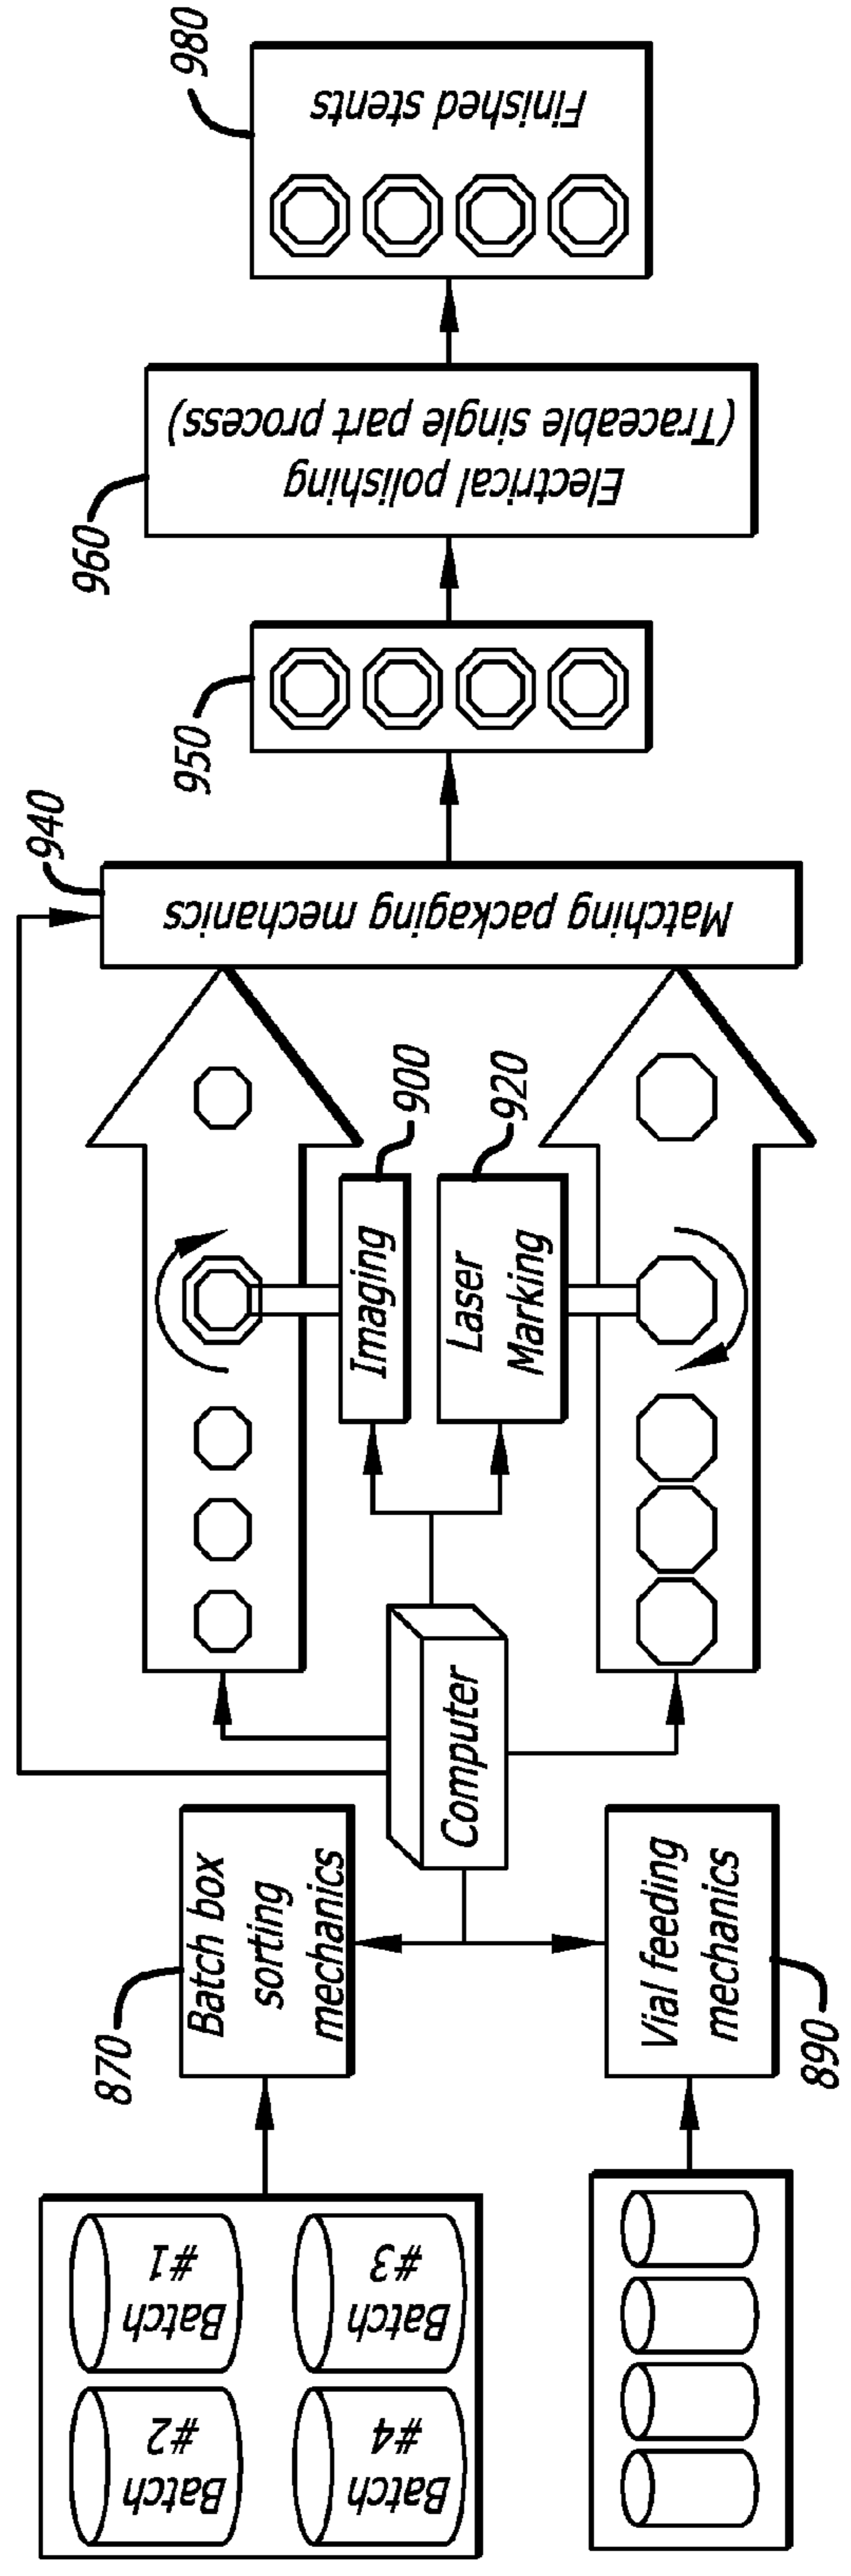 Batch
#1
Batch
#2
Batch
#3
Batch
#4
870
Batch box
sorting
mechanics
890
Vial feeding
mechanics
Computer
Imaging
900
Laser
Marking
920
940
Matching packaging mechanics
950
960
Electrical polishing
(Traceable single part process)
980
Finished stents